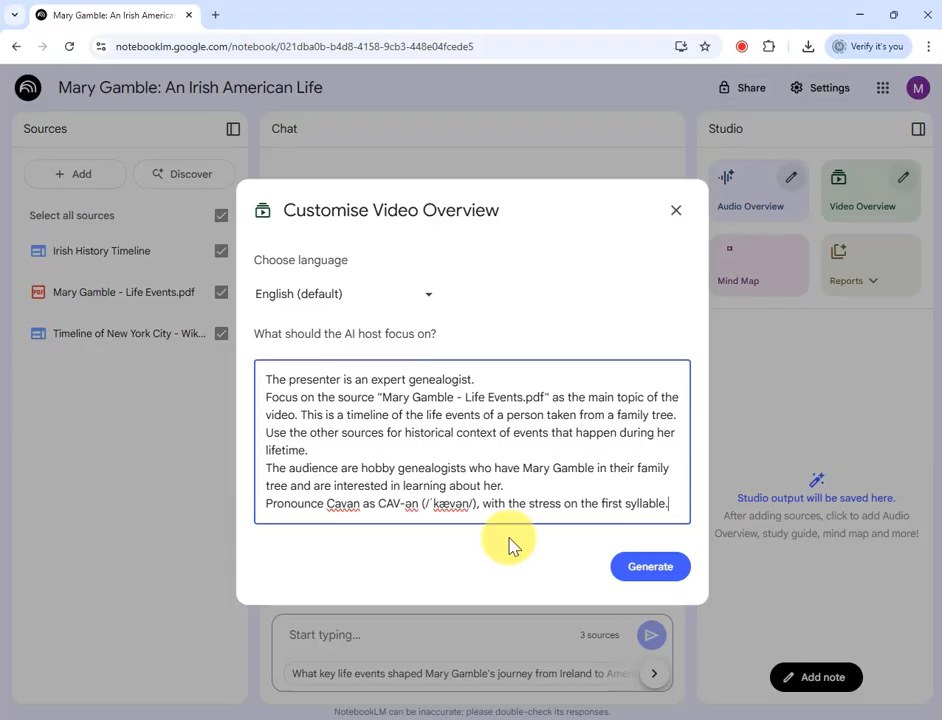 Mary Gamble: An Irish America
notebooklm.google.com/notebook/021dba0b-b4d8-4158-9cb3-448e04fcede5
Verify it's you
Mary Gamble: An Irish American Life
Share
Settings
M
Sources
Chat
Studio
Add
Discover
Audio Overview
Video Overview
Select all sources
Irish History Timeline
Mind Map
Reports
PDF
Mary Gamble - Life Events.pdf
Timeline of New York City - Wik...
Customise Video Overview
Choose language
English (default)
What should the AI host focus on?
The presenter is an expert genealogist.
Focus on the source "Mary Gamble - Life Events.pdf" as the main topic of the
video. This is a timeline of the life events of a person taken from a family tree.
Use the other sources for historical context of events that happen during her
lifetime.
The audience are hobby genealogists who have Mary Gamble in their family
tree and are interested in learning about her.
Pronounce Cavan as CAV-ən (/ˈkævən/), with the stress on the first syllable.
Generate
Studio output will be saved here.
After adding sources, click to add Audio
Overview, study guide, mind map and more!
Start typing...
3 sources
What key life events shaped Mary Gamble's journey from Ireland to Ameri
Add note
NotebookLM can be inaccurate; please double-check its responses.